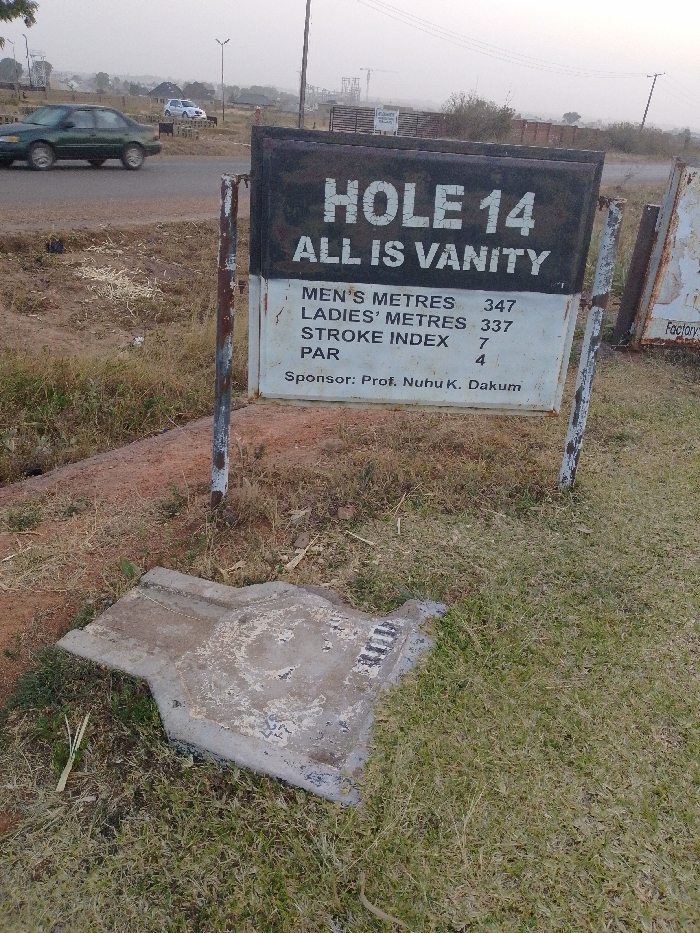 HOLE 14
ALL IS VANITY
MEN'S METRES 347
LADIES' METRES 337
STROKE INDEX 7
PAR 4
Sponsor: Prof. Nuhu K. Dakum
Factory: